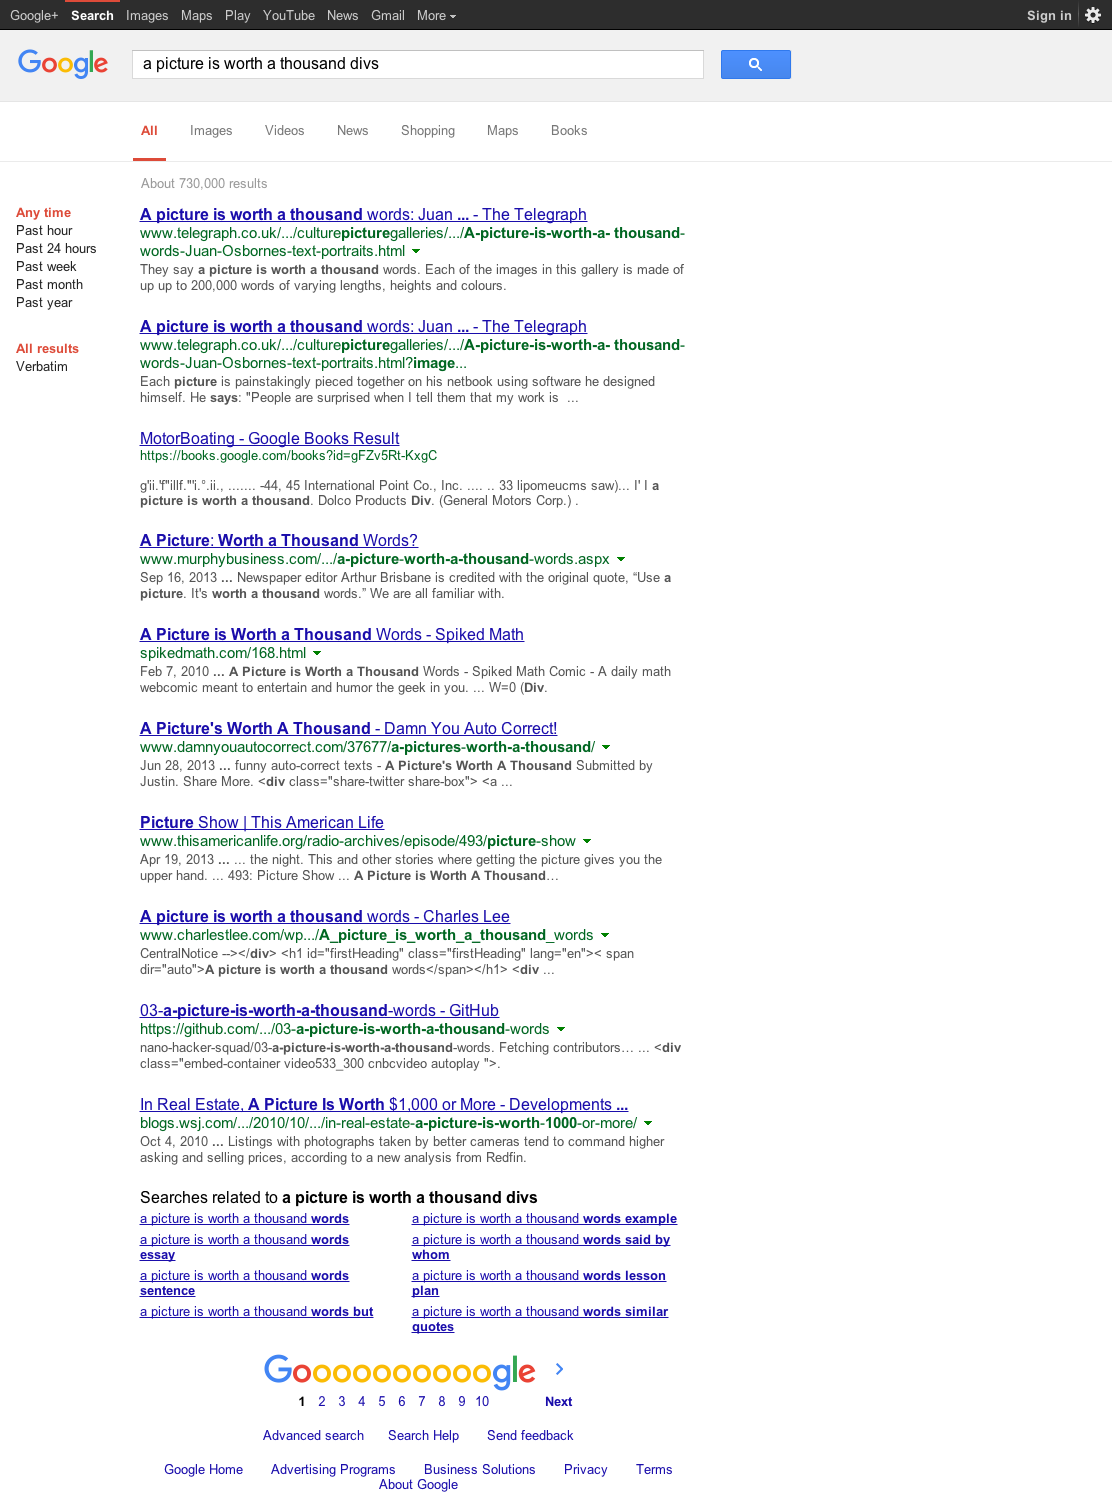 Google+ Search Images Maps Play YouTube News Gmail More Sign in
Google a picture is worth a thousand divs
All Images Videos News Shopping Maps Books
About 730,000 results
Any time
Past hour
Past 24 hours
Past week
Past month
Past year
All results
Verbatim
A picture is worth a thousand words: Juan ... - The Telegraph
www.telegraph.co.uk/.../culturepicturegalleries/.../A-picture-is-worth-a- thousand-
words-Juan-Osbornes-text-portraits.html
They say a picture is worth a thousand words. Each of the images in this gallery is made of
up up to 200,000 words of varying lengths, heights and colours.
A picture is worth a thousand words: Juan ... - The Telegraph
www.telegraph.co.uk/.../culturepicturegalleries/.../A-picture-is-worth-a- thousand-
words-Juan-Osbornes-text-portraits.html?image...
Each picture is painstakingly pieced together on his netbook using software he designed
himself. He says: "People are surprised when I tell them that my work is ...
MotorBoating - Google Books Result
https://books.google.com/books?id=gFZv5Rt-KxgC
g'ii.'f"illf."'i.°.ii., ....... -44, 45 International Point Co., Inc. .... .. 33 lipomeucms saw)... I' I a
picture is worth a thousand. Dolco Products Div. (General Motors Corp.) .
A Picture: Worth a Thousand Words?
www.murphybusiness.com/.../a-picture-worth-a-thousand-words.aspx
Sep 16, 2013 ... Newspaper editor Arthur Brisbane is credited with the original quote, “Use a
picture. It's worth a thousand words.” We are all familiar with.
A Picture is Worth a Thousand Words - Spiked Math
spikedmath.com/168.html
Feb 7, 2010 ... A Picture is Worth a Thousand Words - Spiked Math Comic - A daily math
webcomic meant to entertain and humor the geek in you. ... W=0 (Div.
A Picture's Worth A Thousand - Damn You Auto Correct!
www.damnyouautocorrect.com/37677/a-pictures-worth-a-thousand/
Jun 28, 2013 ... funny auto-correct texts - A Picture's Worth A Thousand Submitted by
Justin. Share More. <div class="share-twitter share-box"> <a ...
Picture Show | This American Life
www.thisamericanlife.org/radio-archives/episode/493/picture-show
Apr 19, 2013 ... ... the night. This and other stories where getting the picture gives you the
upper hand. ... 493: Picture Show ... A Picture is Worth A Thousand…
A picture is worth a thousand words - Charles Lee
www.charlestlee.com/wp.../A_picture_is_worth_a_thousand_words
CentralNotice --></div> <h1 id="firstHeading" class="firstHeading" lang="en">< span
dir="auto">A picture is worth a thousand words</span></h1> <div ...
03-a-picture-is-worth-a-thousand-words - GitHub
https://github.com/.../03-a-picture-is-worth-a-thousand-words
nano-hacker-squad/03-a-picture-is-worth-a-thousand-words. Fetching contributors… ... <div
class="embed-container video533_300 cnbcvideo autoplay ">.
In Real Estate, A Picture Is Worth $1,000 or More - Developments ...
blogs.wsj.com/.../2010/10/.../in-real-estate-a-picture-is-worth-1000-or-more/
Oct 4, 2010 ... Listings with photographs taken by better cameras tend to command higher
asking and selling prices, according to a new analysis from Redfin.
Searches related to a picture is worth a thousand divs
a picture is worth a thousand words
a picture is worth a thousand words
essay
a picture is worth a thousand words
sentence
a picture is worth a thousand words but
a picture is worth a thousand words example
a picture is worth a thousand words said by
whom
a picture is worth a thousand words lesson
plan
a picture is worth a thousand words similar
quotes
Goooooooooogle
1 2 3 4 5 6 7 8 9 10 Next
Advanced search Search Help Send feedback
Google Home Advertising Programs Business Solutions Privacy Terms
About Google